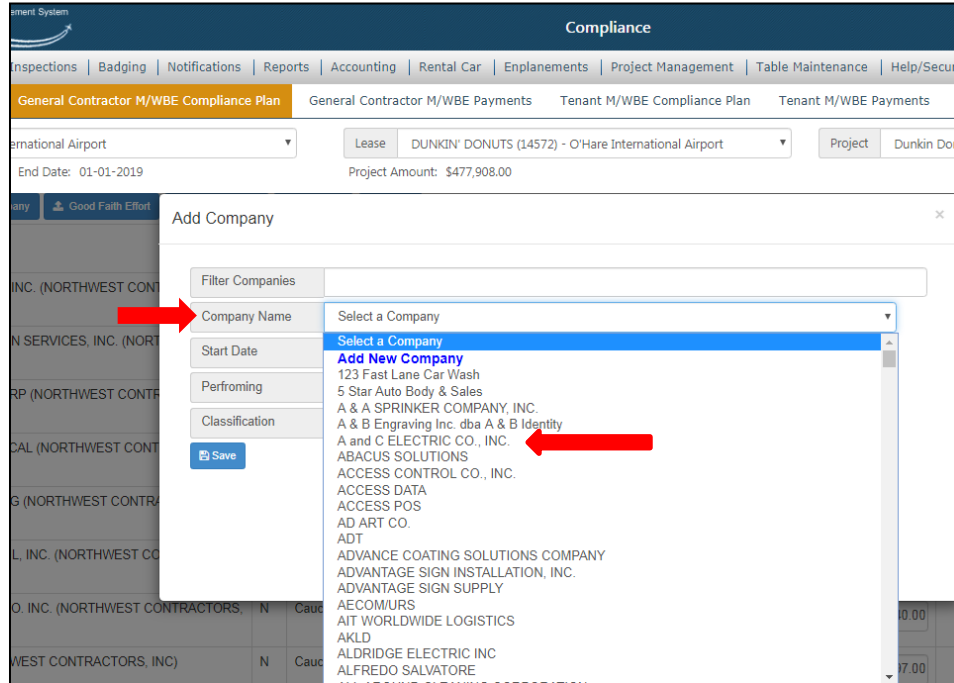 ement System
Compliance
Inspections | Badging | Notifications | Reports | Accounting | Rental Car | Enplanements | Project Management | Table Maintenance | Help/Secur
General Contractor M/WBE Compliance Plan General Contractor M/WBE Payments Tenant M/WBE Compliance Plan Tenant M/WBE Payments
ernational Airport Lease DUNKIN' DONUTS (14572) - O'Hare International Airport Project Dunkin Do
End Date: 01-01-2019 Project Amount: $477,908.00
any Good Faith Effort
Add Company ×
Filter Companies
INC. (NORTHWEST CONT
Company Name Select a Company
N SERVICES, INC. (NORT
Start Date
Select a Company
Add New Company
123 Fast Lane Car Wash
Perfroming
5 Star Auto Body & Sales
RP (NORTHWEST CONTR
A & A SPRINKER COMPANY, INC.
Classification
A & B Engraving Inc. dba A & B Identity
A and C ELECTRIC CO., INC.
CAL (NORTHWEST CONT
Save
ABACUS SOLUTIONS
ACCESS CONTROL CO., INC.
ACCESS DATA
G (NORTHWEST CONTRA
ACCESS POS
AD ART CO.
ADT
L, INC. (NORTHWEST CO
ADVANCE COATING SOLUTIONS COMPANY
ADVANTAGE SIGN INSTALLATION, INC.
ADVANTAGE SIGN SUPPLY
AECOM/URS
O. INC. (NORTHWEST CONTRACTORS, N Cauc 40.00
AIT WORLDWIDE LOGISTICS
AKLD
ALDRIDGE ELECTRIC INC
WEST CONTRACTORS, INC) N Cauc 97.00
ALFREDO SALVATORE